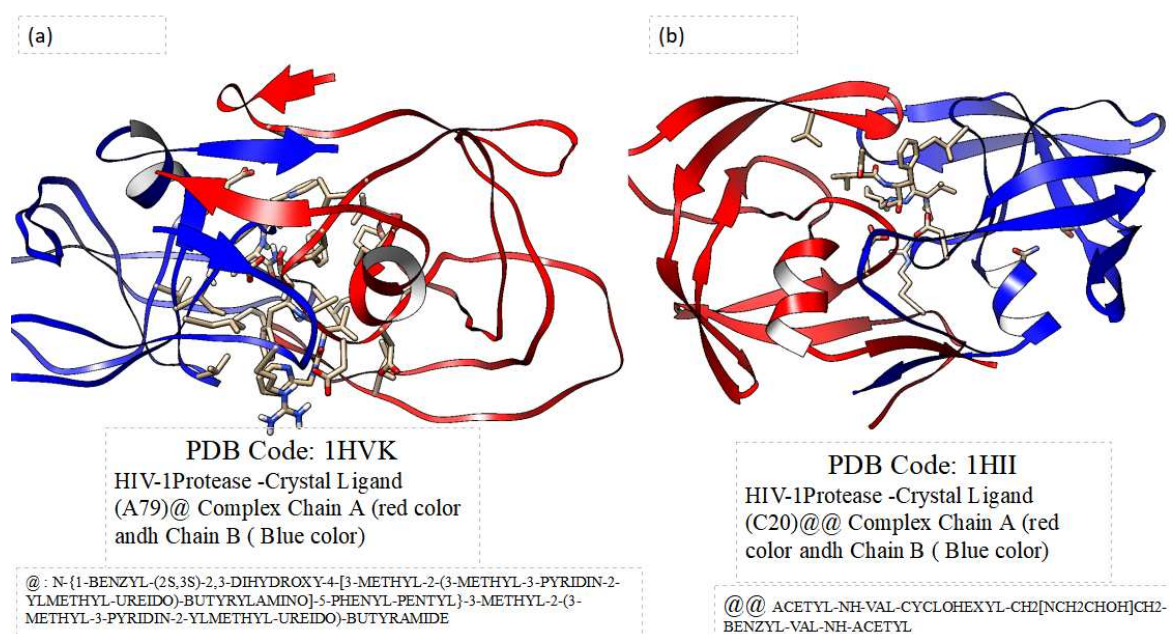 (a)
(b)
PDB Code: 1HVK
HIV-1Protease -Crystal Ligand
(A79)@ Complex Chain A (red color
andh Chain B ( Blue color)
@ : N-{1-BENZYL-(2S,3S)-2,3-DIHYDROXY-4-[3-METHYL-2-(3-METHYL-3-PYRIDIN-2-
YLMETHYL-UREIDO)-BUTYRYLAMINO]-5-PHENYL-PENTYL}-3-METHYL-2-(3-
METHYL-3-PYRIDIN-2-YLMETHYL-UREIDO)-BUTYRAMIDE
PDB Code: 1HII
HIV-1Protease -Crystal Ligand
(C20)@@ Complex Chain A (red
color andh Chain B ( Blue color)
@@ ACETYL-NH-VAL-CYCLOHEXYL-CH2[NCH2CHOH]CH2-
BENZYL-VAL-NH-ACETYL